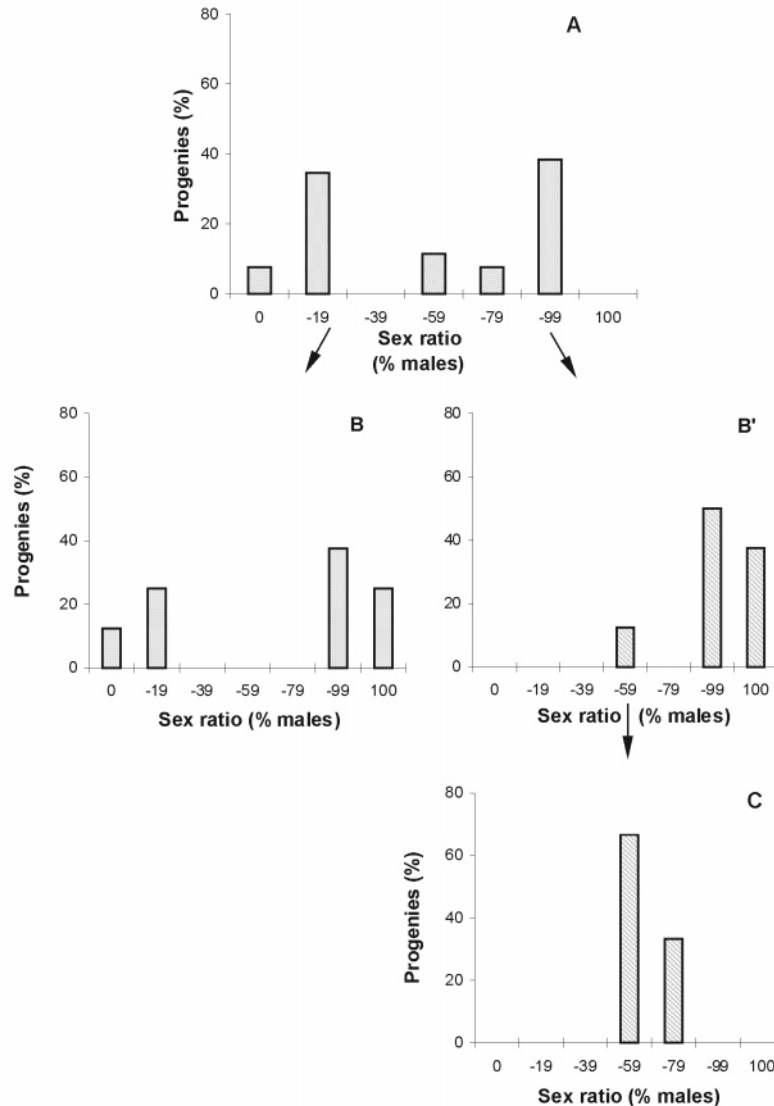 A
80
60
40
20
0
Progenies (%)
0 -19 -39 -59 -79 -99 100
Sex ratio
(% males)
B
80
60
40
20
0
Progenies (%)
0 -19 -39 -59 -79 -99 100
Sex ratio (% males)
B'
80
60
40
20
0
0 -19 -39 -59 -79 -99 100
Sex ratio (% males)
C
80
60
40
20
0
Progenies (%)
0 -19 -39 -59 -79 -99 100
Sex ratio (% males)